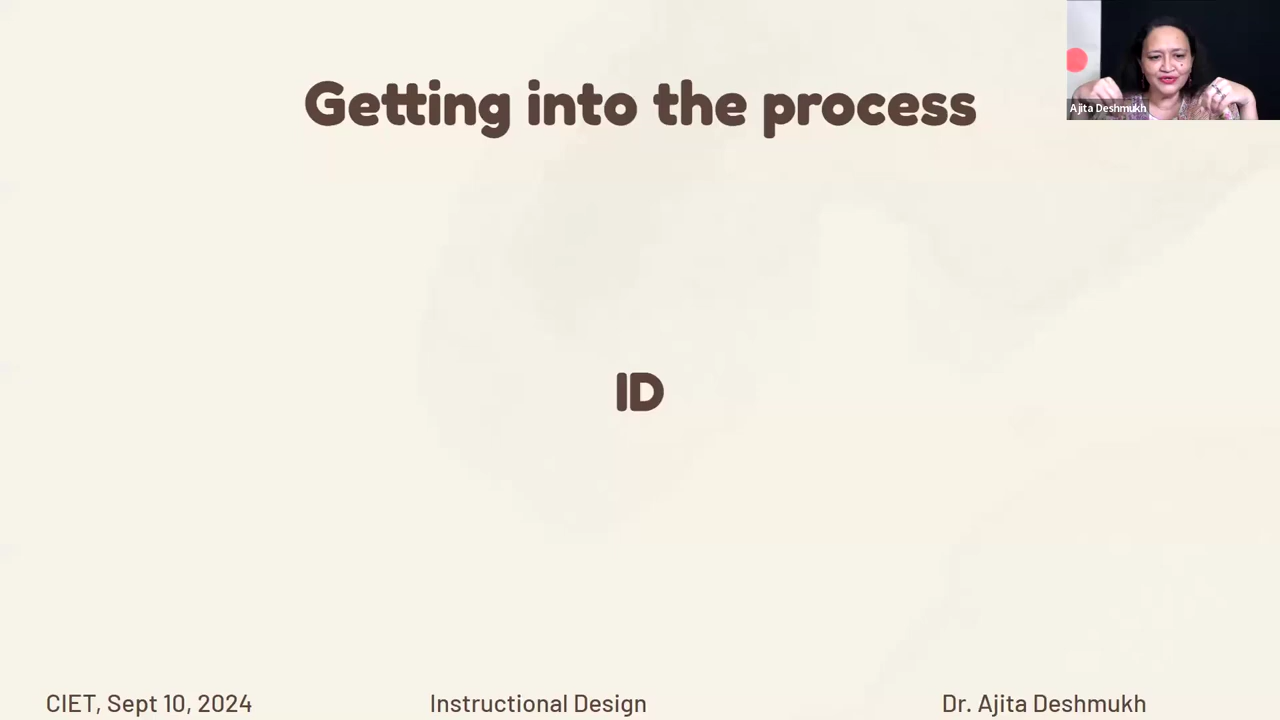 Getting into the process
Ajita Deshmukh
ID
CIET, Sept 10, 2024
Instructional Design
Dr. Ajita Deshmukh